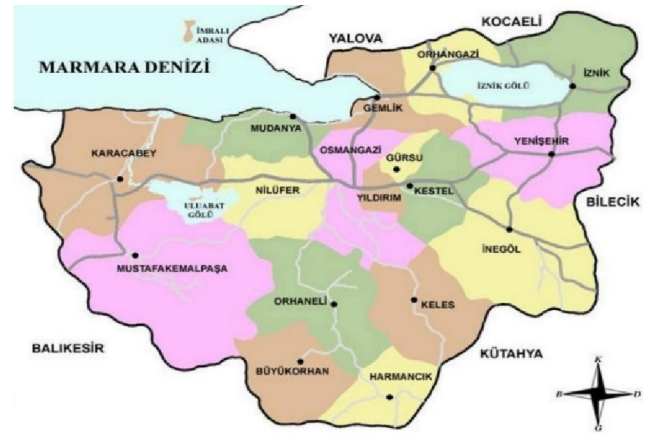 KOCAELİ
İMRALI
ADASI
YALOVA
ORHANGAZİ
MARMARA DENİZİ
İZNİK GÖLÜ
İZNİK
GEMLİK
MUDANYA
YENİŞEHİR
OSMANGAZİ
KARACABEY
GÜRSU
NİLÜFER
YILDIRIM
KESTEL
ULUABAT
GÖLÜ
BİLECİK
İNEGÖL
MUSTAFAKEMALPAŞA
ORHANELİ
KELES
BALIKESİR
KÜTAHYA
BÜYÜKORHAN
HARMANCIK
K
B
D
G